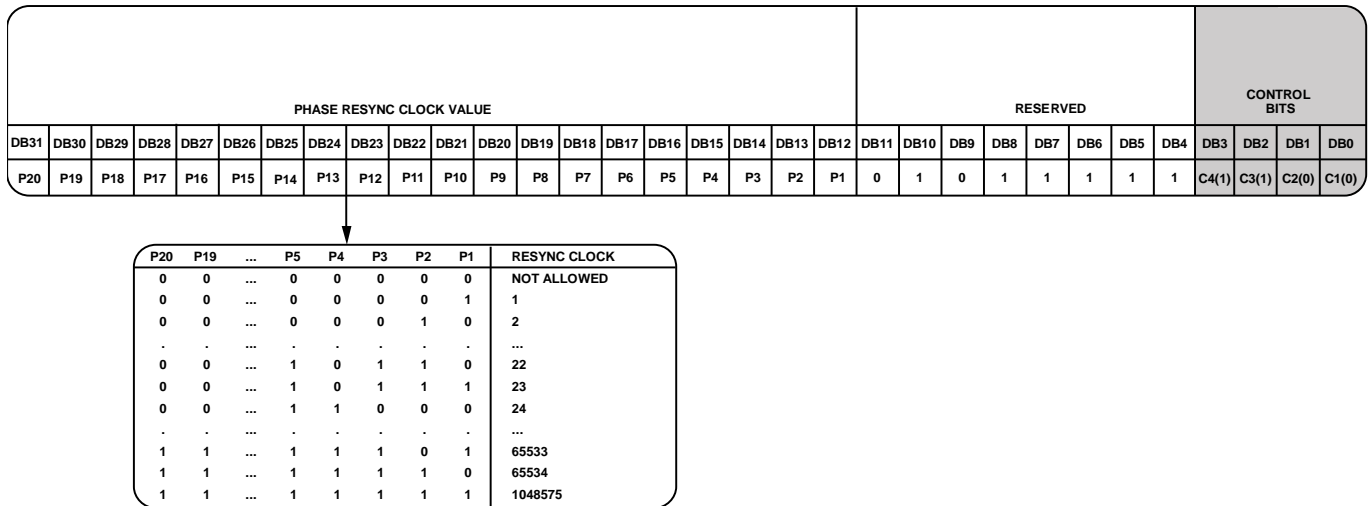 PHASE RESYNC CLOCK VALUE RESERVED CONTROL
BITS
DB31 DB30 DB29 DB28 DB27 DB26 DB25 DB24 DB23 DB22 DB21 DB20 DB19 DB18 DB17 DB16 DB15 DB14 DB13 DB12 DB11 DB10 DB9 DB8 DB7 DB6 DB5 DB4 DB3 DB2 DB1 DB0
P20 P19 P18 P17 P16 P15 P14 P13 P12 P11 P10 P9 P8 P7 P6 P5 P4 P3 P2 P1 0 1 0 1 1 1 1 1 C4(1) C3(1) C2(0) C1(0)
P20 P19 ... P5 P4 P3 P2 P1 RESYNC CLOCK
0 0 ... 0 0 0 0 0 NOT ALLOWED
0 0 ... 0 0 0 0 1 1
0 0 ... 0 0 0 1 0 2
. . ... . . . . . ...
0 0 ... 1 0 1 1 0 22
0 0 ... 1 0 1 1 1 23
0 0 ... 1 1 0 0 0 24
. . ... . . . . . ...
1 1 ... 1 1 1 0 1 65533
1 1 ... 1 1 1 1 0 65534
1 1 ... 1 1 1 1 1 1048575